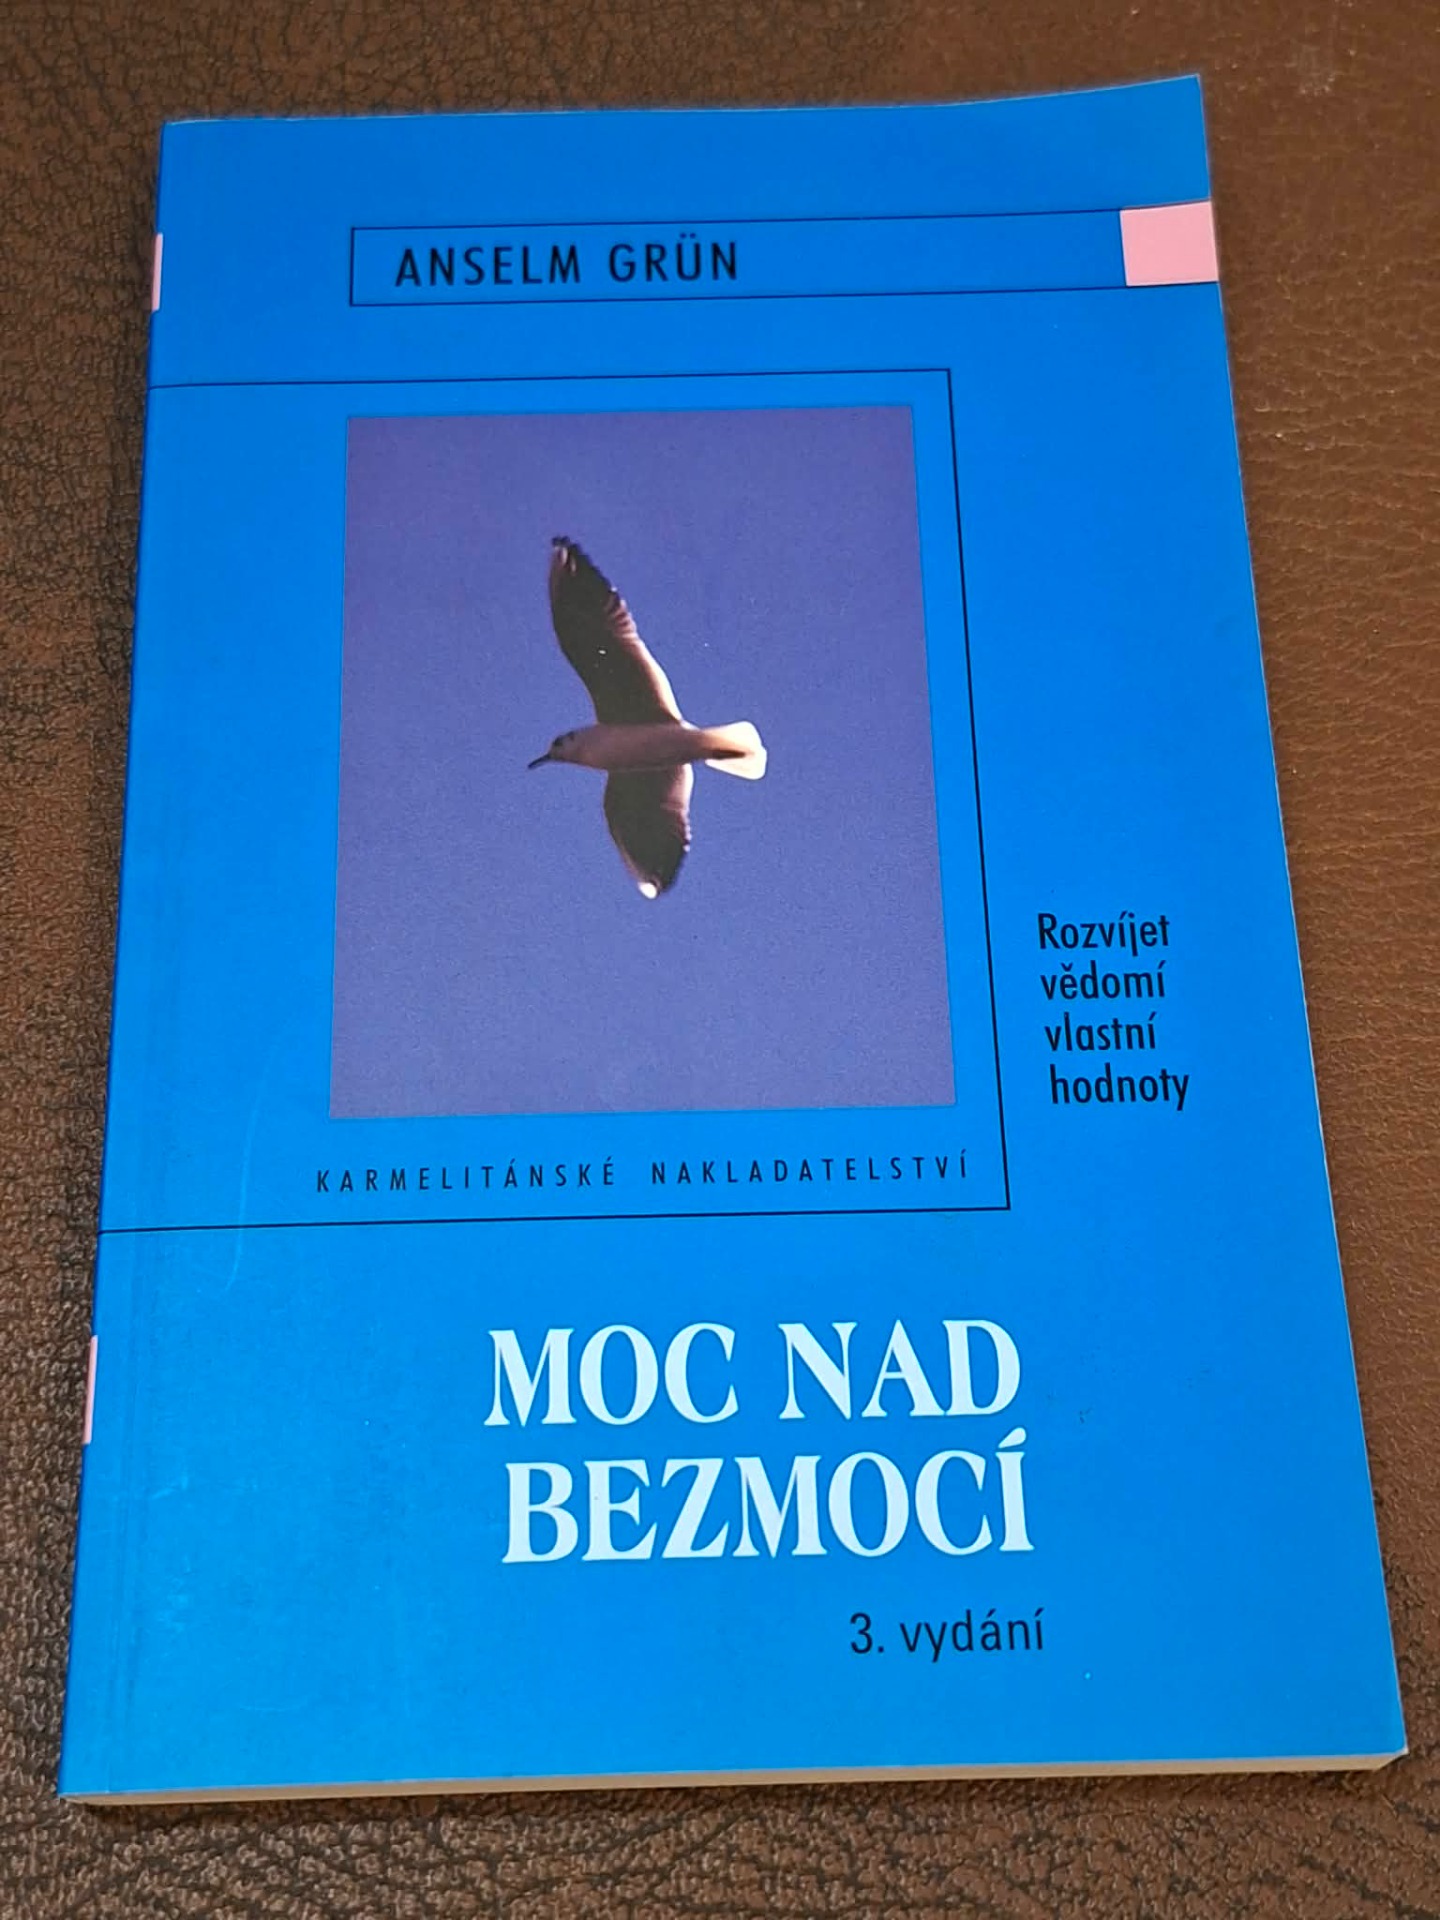 ANSELM GRÜN
Rozvíjet
vědomí
vlastní
hodnoty
KARMELITÁNSKÉ NAKLADATELSTVÍ
MOC NAD
BEZMOCÍ
3. vydání